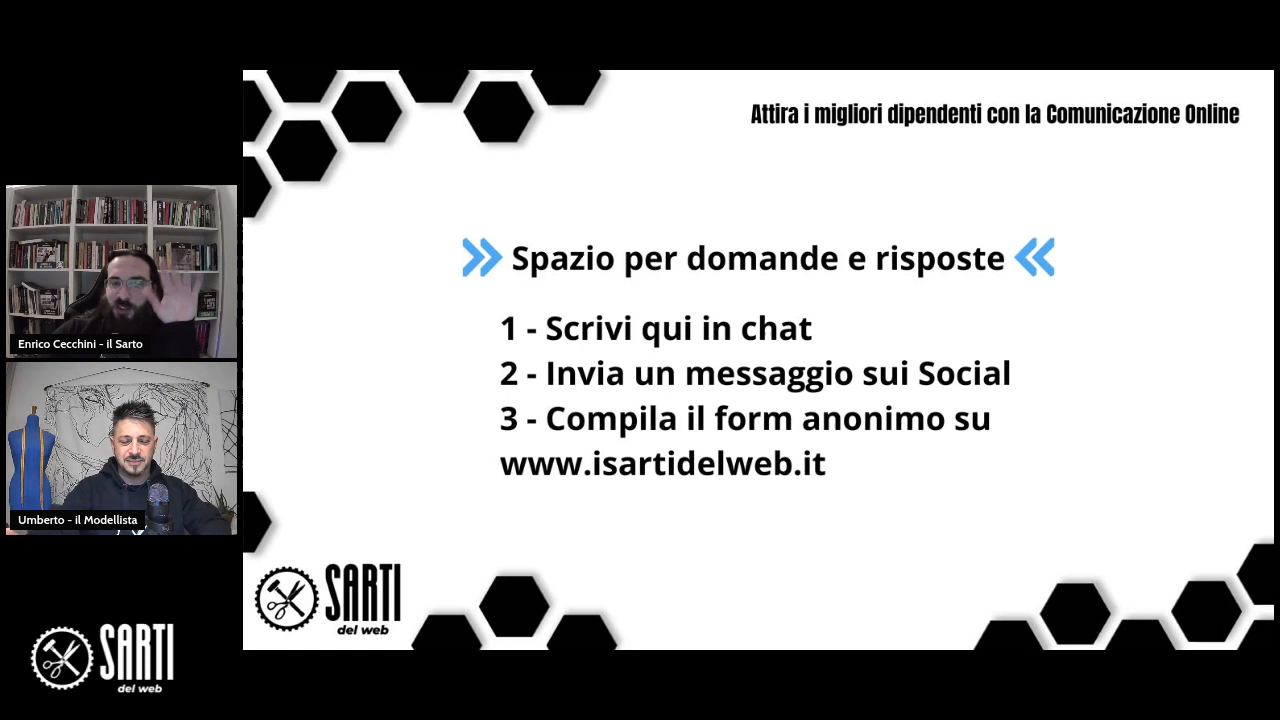 Attira i migliori dipendenti con la Comunicazione Online
Spazio per domande e risposte
1 - Scrivi qui in chat
2 - Invia un messaggio sui Social
3 - Compila il form anonimo su
www.isartidelweb.it
Enrico Cecchini - il Sarto
Umberto - il Modellista
SARTI
del web
SARTI
del web